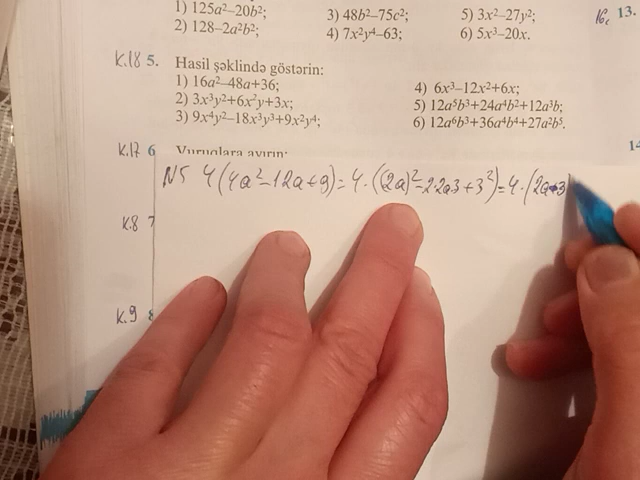 1) 125a²–20b²; 3) 48b²–75c²; 5) 3x²–27y²; 16c 13.
2) 128–2a²b²; 4) 7x²y⁴–63; 6) 5x³–20x.
K.18 5. Hasil şəklində göstərin:
1) 16a²–48a+36; 4) 6x³–12x²+6x;
2) 3x³y²+6x²y+3x; 5) 12a⁵b³+24a⁴b²+12a³b;
3) 9x⁴y²–18x³y³+9x²y⁴; 6) 12a⁶b³+36a⁴b⁴+27a²b⁵.
K.17 6 Vuruqlara ayırın:
N5 4(4a²–12a+9)=4·((2a)²–2·2a3+3²)=4·(2a-3)
K.8 7
K.9 8